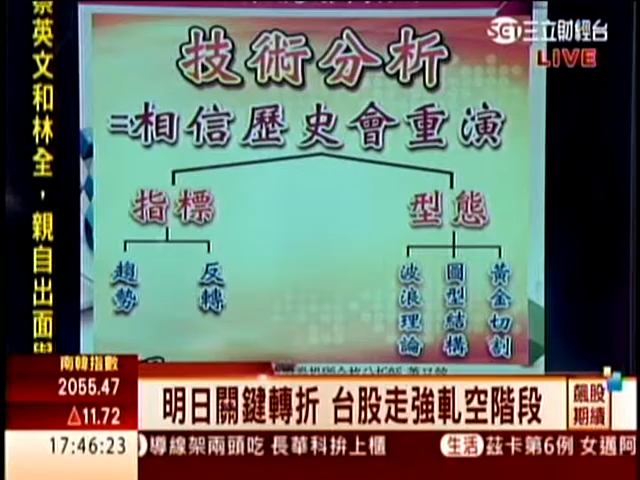 蔡英文和林全，親自出面與
SET三立財經台
LIVE
技術分析
=相信歷史會重演
指標
型態
趨勢
反轉
波浪理論
圖型結構
黃金切割
南韓指數
2055.47
△11.72
17:46:23
明日關鍵轉折 台股走強軋空階段
飆股
期續
導線架兩頭吃 長華科拚上櫃
生活
茲卡第6例 女邁阿